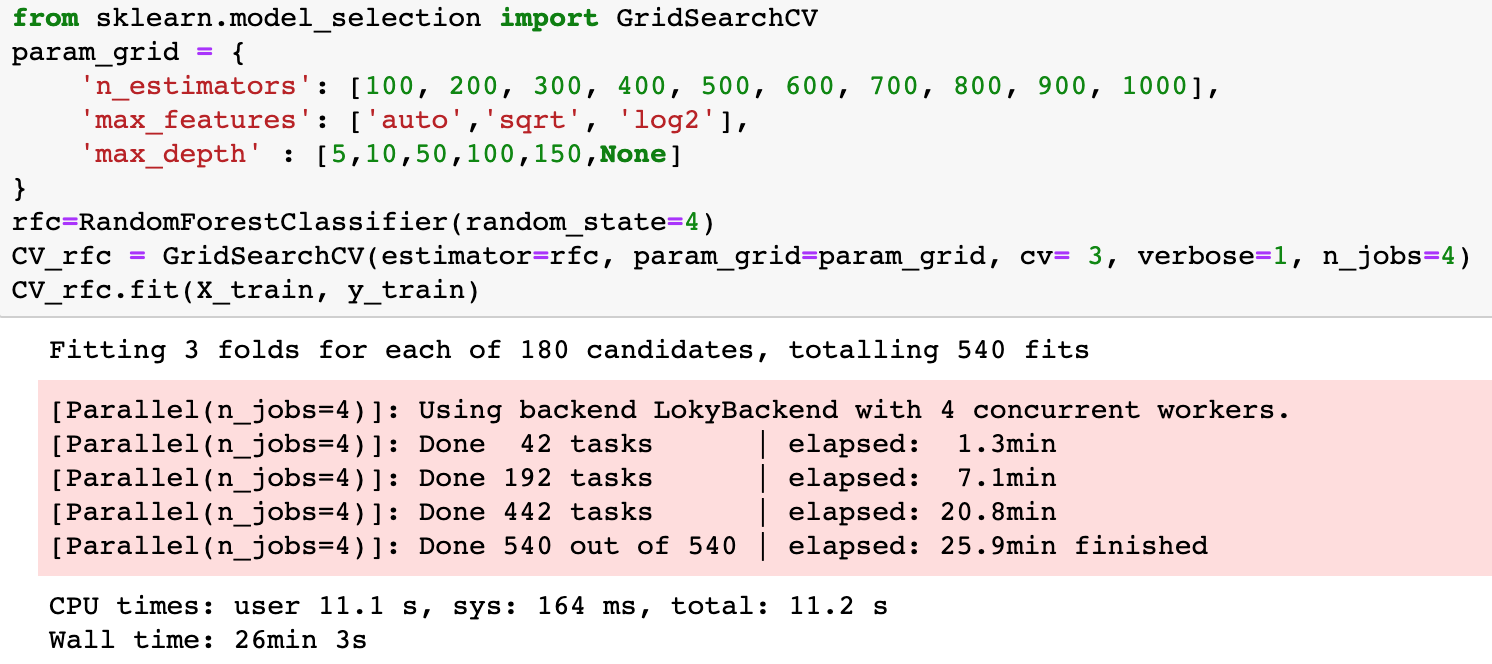 from sklearn.model_selection import GridSearchCV
param_grid = {
    'n_estimators': [100, 200, 300, 400, 500, 600, 700, 800, 900, 1000],
    'max_features': ['auto','sqrt', 'log2'],
    'max_depth' : [5,10,50,100,150,None]
}
rfc=RandomForestClassifier(random_state=4)
CV_rfc = GridSearchCV(estimator=rfc, param_grid=param_grid, cv= 3, verbose=1, n_jobs=4)
CV_rfc.fit(X_train, y_train)
Fitting 3 folds for each of 180 candidates, totalling 540 fits
[Parallel(n_jobs=4)]: Using backend LokyBackend with 4 concurrent workers.
[Parallel(n_jobs=4)]: Done  42 tasks      | elapsed:  1.3min
[Parallel(n_jobs=4)]: Done 192 tasks      | elapsed:  7.1min
[Parallel(n_jobs=4)]: Done 442 tasks      | elapsed: 20.8min
[Parallel(n_jobs=4)]: Done 540 out of 540 | elapsed: 25.9min finished
CPU times: user 11.1 s, sys: 164 ms, total: 11.2 s
Wall time: 26min 3s